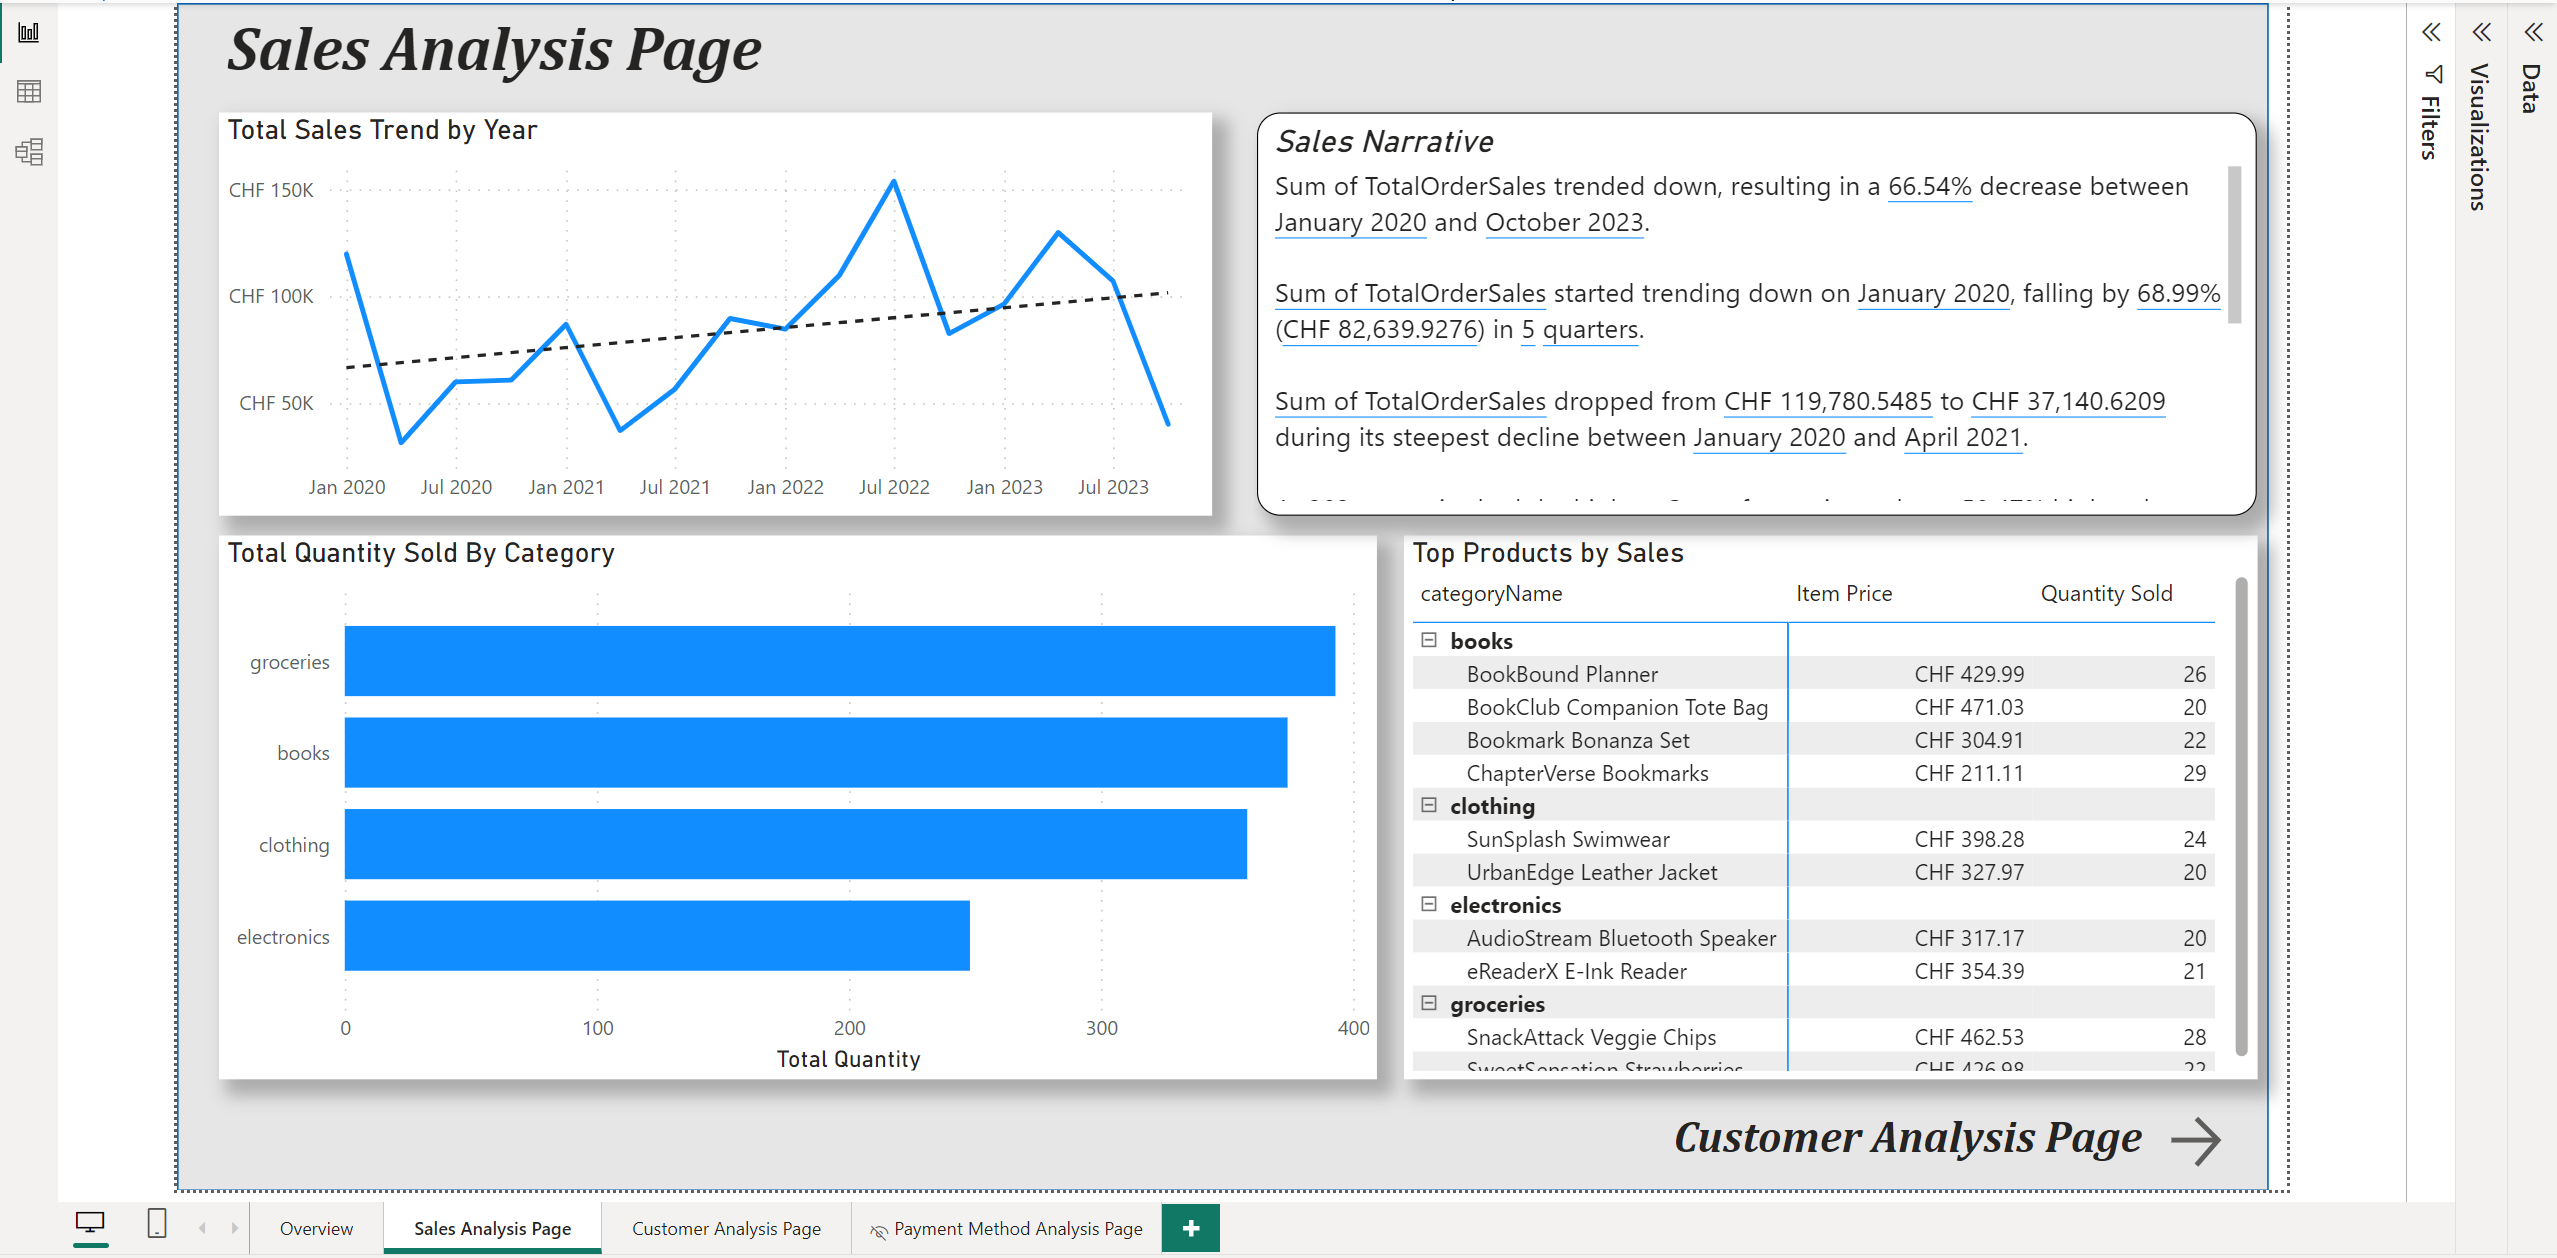 Sales Analysis Page
Total Sales Trend by Year
CHF 150K
CHF 100K
CHF 50K
Jan 2020 Jul 2020 Jan 2021 Jul 2021 Jan 2022 Jul 2022 Jan 2023 Jul 2023
Sales Narrative
Sum of TotalOrderSales trended down, resulting in a 66.54% decrease between
January 2020 and October 2023.
Sum of TotalOrderSales started trending down on January 2020, falling by 68.99%
(CHF 82,639.9276) in 5 quarters.
Sum of TotalOrderSales dropped from CHF 119,780.5485 to CHF 37,140.6209
during its steepest decline between January 2020 and April 2021.
Total Quantity Sold By Category
groceries
books
clothing
electronics
0 100 200 300 400
Total Quantity
Top Products by Sales
categoryName Item Price Quantity Sold
books
BookBound Planner CHF 429.99 26
BookClub Companion Tote Bag CHF 471.03 20
Bookmark Bonanza Set CHF 304.91 22
ChapterVerse Bookmarks CHF 211.11 29
clothing
SunSplash Swimwear CHF 398.28 24
UrbanEdge Leather Jacket CHF 327.97 20
electronics
AudioStream Bluetooth Speaker CHF 317.17 20
eReaderX E-Ink Reader CHF 354.39 21
groceries
SnackAttack Veggie Chips CHF 462.53 28
SweetSensation Strawberries CHF 426.98 22
Customer Analysis Page
Filters
Visualizations
Data
Overview
Sales Analysis Page
Customer Analysis Page
Payment Method Analysis Page